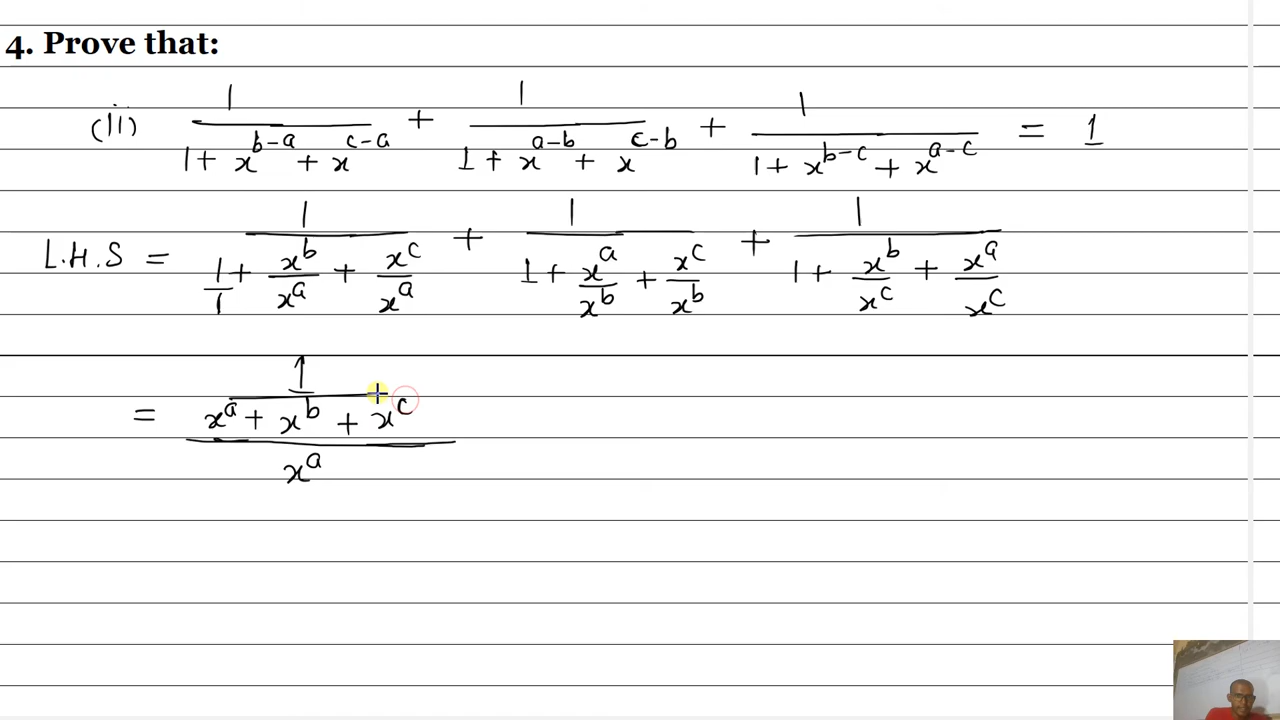 4. Prove that:
(ii) 1/(1+x^(b-a)+x^(c-a)) + 1/(1+x^(a-b)+x^(c-b)) + 1/(1+x^(b-c)+x^(a-c)) = 1
L.H.S = 1/(1/1+x^b/x^a+x^c/x^a) + 1/(1+x^a/x^b+x^c/x^b) + 1/(1+x^b/x^c+x^a/x^c)
= 1/((x^a+x^b+x^c)/x^a)